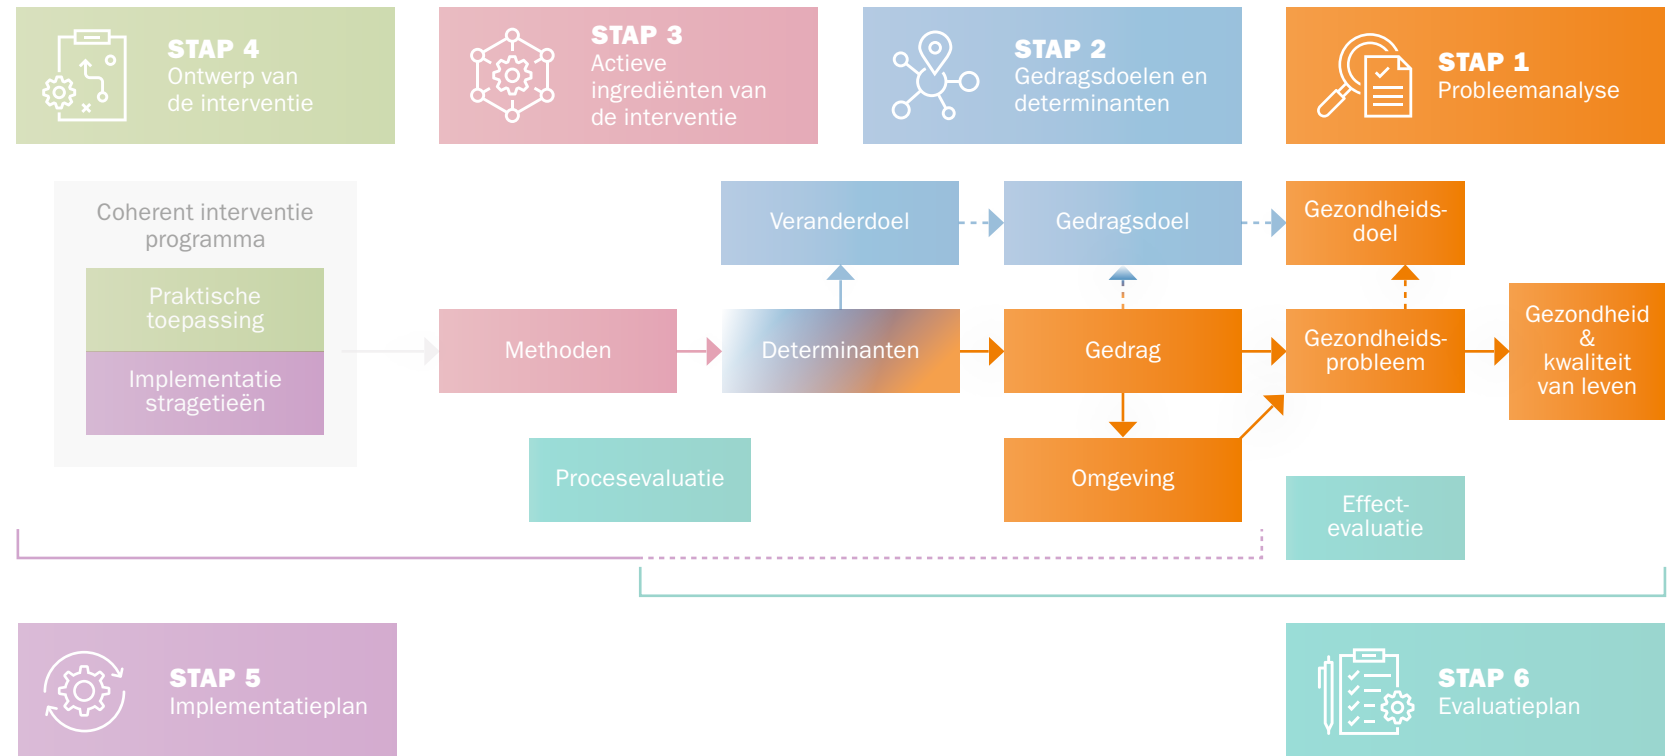 STAP 4
Ontwerp van
de interventie
STAP 3
Actieve
ingrediënten van
de interventie
STAP 2
Gedragsdoelen en
determinanten
STAP 1
Probleemanalyse
Coherent interventie
programma
Praktische
toepassing
Implementatie
stragetieën
Veranderdoel
Gedragsdoel
Gezondheids-
doel
Methoden
Determinanten
Gedrag
Gezondheids-
probleem
Gezondheid
&
kwaliteit
van leven
Procesevaluatie
Omgeving
Effect-
evaluatie
STAP 5
Implementatieplan
STAP 6
Evaluatieplan